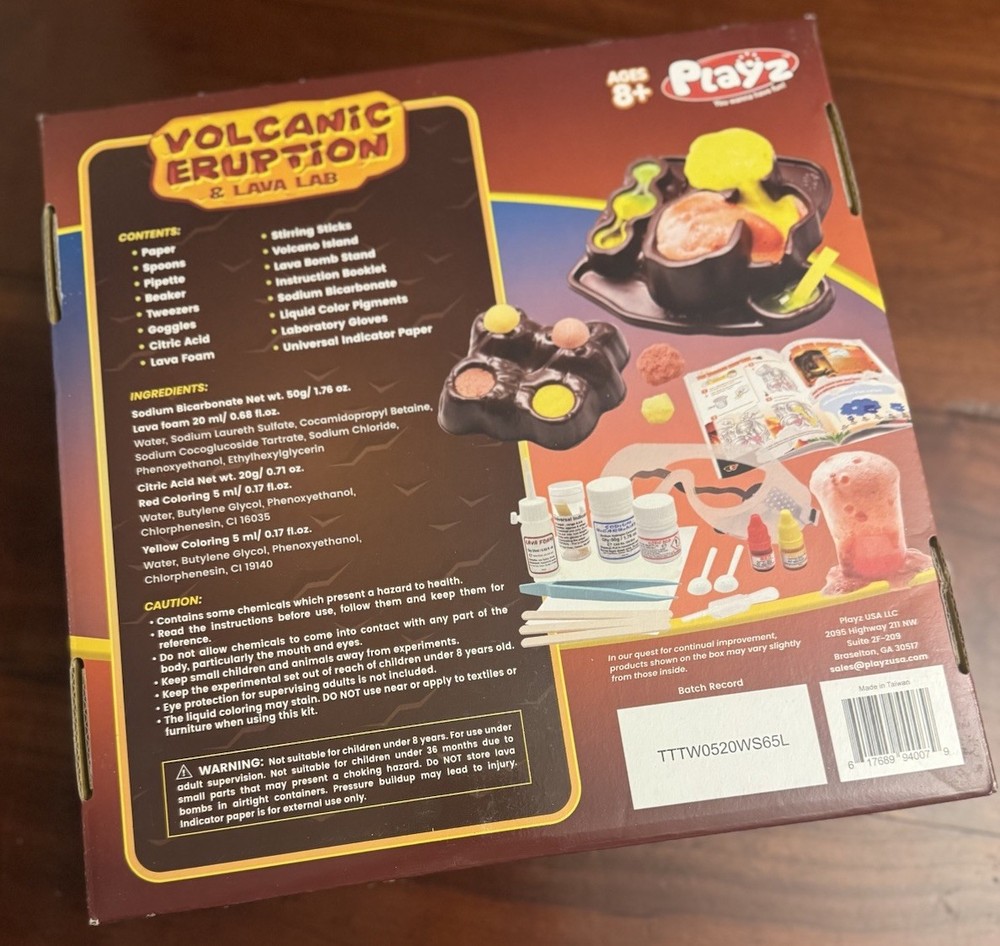 AGES
8+
Playz
You wanna have fun!
VOLCANIC
ERUPTION
& LAVA LAB
CONTENTS:
• Paper
• Spoons
• Pipette
• Beaker
• Tweezers
• Goggles
• Citric Acid
• Lava Foam
• Stirring Sticks
• Volcano Island
• Lava Bomb Stand
• Instruction Booklet
• Sodium Bicarbonate
• Liquid Color Pigments
• Laboratory Gloves
• Universal Indicator Paper
INGREDIENTS:
Sodium Bicarbonate Net wt. 50g/ 1.76 oz.
Lava foam 20 ml/ 0.68 fl.oz.
Water, Sodium Laureth Sulfate, Cocamidopropyl Betaine,
Sodium Cocoglucoside Tartrate, Sodium Chloride,
Phenoxyethanol, Ethylhexylglycerin
Citric Acid Net wt. 20g/ 0.71 oz.
Red Coloring 5 ml/ 0.17 fl.oz.
Water, Butylene Glycol, Phenoxyethanol,
Chlorphenesin, CI 16035
Yellow Coloring 5 ml/ 0.17 fl.oz.
Water, Butylene Glycol, Phenoxyethanol,
Chlorphenesin, CI 19140
CAUTION:
• Contains some chemicals which present a hazard to health.
• Read the instructions before use, follow them and keep them for
reference.
• Do not allow chemicals to come into contact with any part of the
body, particularly the mouth and eyes.
• Keep small children and animals away from experiments.
• Keep the experimental set out of reach of children under 8 years old.
• Eye protection for supervising adults is not included.
• The liquid coloring may stain. DO NOT use near or apply to textiles or
furniture when using this kit.
WARNING: Not suitable for children under 8 years. For use under
adult supervision. Not suitable for children under 36 months due to
small parts that may present a choking hazard. Do NOT store lava
bombs in airtight containers. Pressure buildup may lead to injury.
Indicator paper is for external use only.
LAVA FOAM
In our quest for continual improvement,
products shown on the box may vary slightly
from those inside.
Batch Record
TTTW0520WS65L
Playz USA LLC
2095 Highway 211 NW
Suite 2F-209
Braselton, GA 30517
sales@playzusa.com
Made in Taiwan
6 17689 94007 9